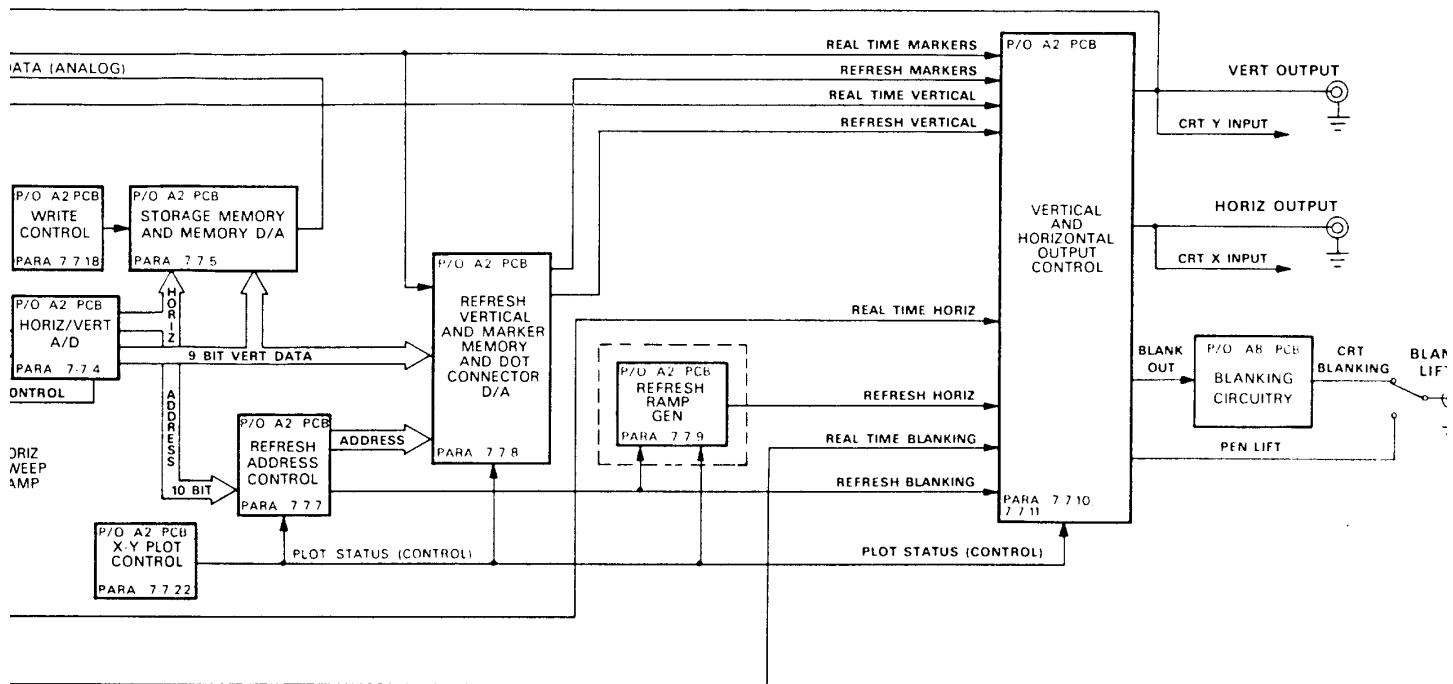 REAL TIME MARKERS
P/O A2 PCB
DATA (ANALOG)
REFRESH MARKERS
VERT OUTPUT
REAL TIME VERTICAL
REFRESH VERTICAL
CRT Y INPUT
P/O A2 PCB
WRITE
CONTROL
PARA 7 7 18
P/O A2 PCB
STORAGE MEMORY
AND MEMORY D/A
PARA 7 7 5
VERTICAL
AND
HORIZONTAL
OUTPUT
CONTROL
HORIZ OUTPUT
CRT X INPUT
P/O A2 PCB
REFRESH
VERTICAL
AND MARKER
MEMORY
AND DOT
CONNECTOR
D/A
PARA 7 7 8
HORIZ
P/O A2 PCB
HORIZ/VERT
A/D
PARA 7-7 4
9 BIT VERT DATA
REAL TIME HORIZ
ONTROL
ADDRESS
P/O A2 PCB
REFRESH
RAMP
GEN
PARA 7 7 9
BLANK
OUT
P/O A8 PCB
BLANKING
CIRCUITRY
CRT
BLANKING
BLAN
LIFT
REFRESH HORIZ
P/O A2 PCB
REFRESH
ADDRESS
CONTROL
PARA 7 7 7
ADDRESS
REAL TIME BLANKING
PEN LIFT
ORIZ
WEEP
AMP
10 BIT
REFRESH BLANKING
PARA 7 7 10
7 7 11
P/O A2 PCB
X-Y PLOT
CONTROL
PARA 7 7 22
PLOT STATUS (CONTROL)
PLOT STATUS (CONTROL)